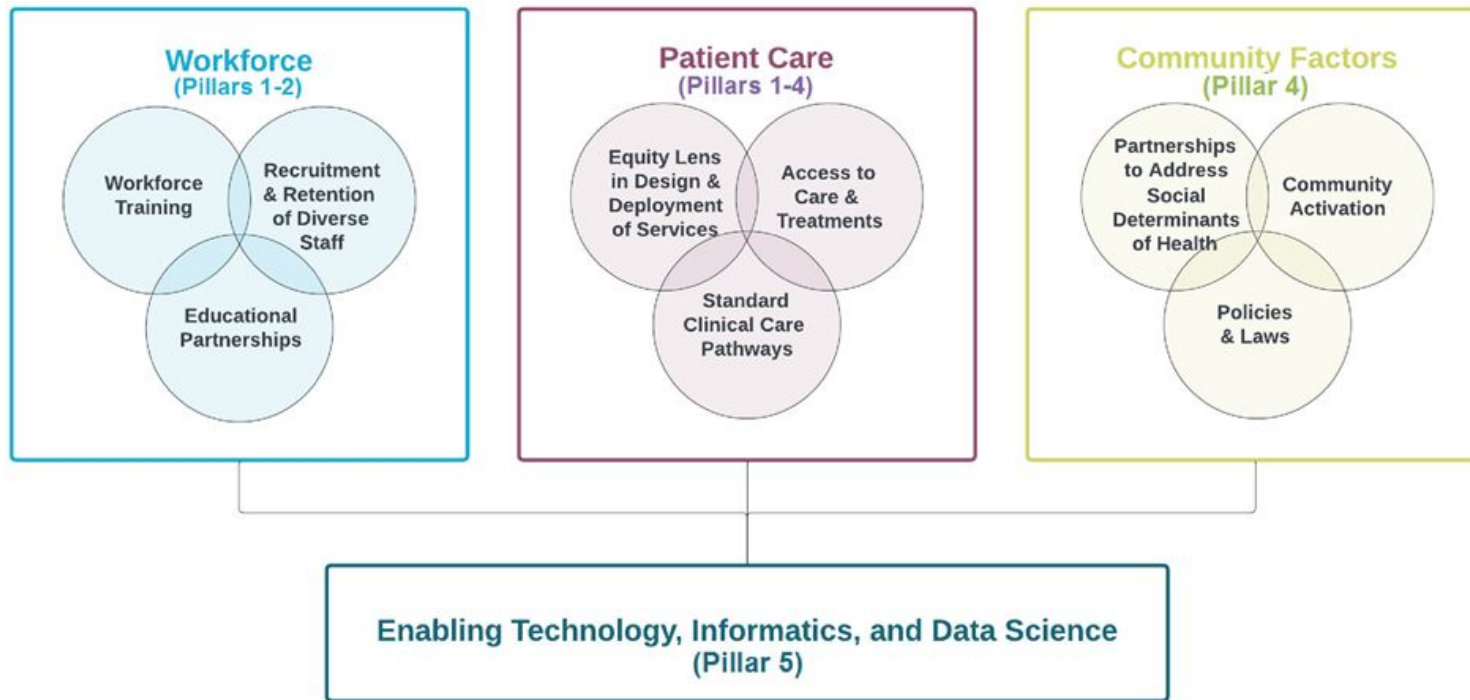 Workforce
(Pillars 1-2)
Workforce
Training
Recruitment
& Retention
of Diverse
Staff
Educational
Partnerships
Patient Care
(Pillars 1-4)
Equity Lens
in Design &
Deployment
of Services
Access to
Care &
Treatments
Standard
Clinical Care
Pathways
Community Factors
(Pillar 4)
Partnerships
to Address
Social
Determinants
of Health
Community
Activation
Policies
& Laws
Enabling Technology, Informatics, and Data Science
(Pillar 5)